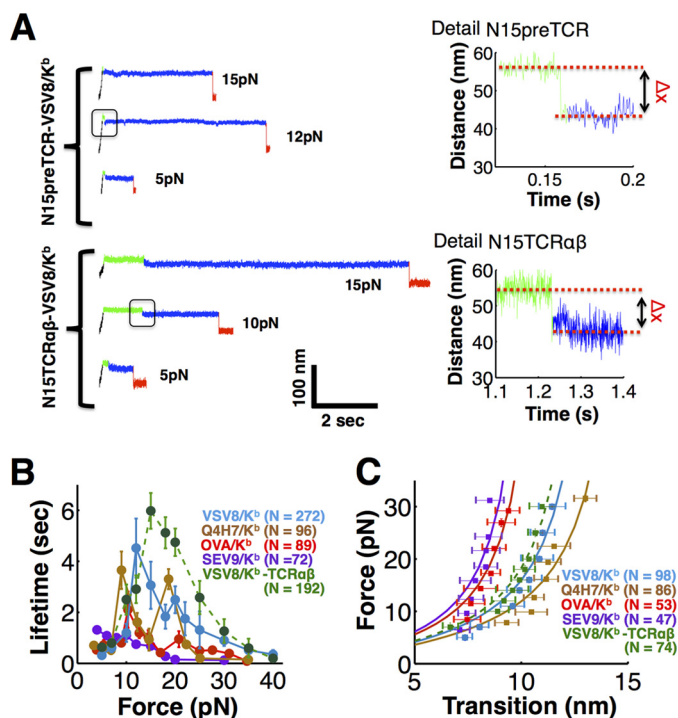 A
N15preTCR-VSV8/Kᵇ
15pN
12pN
5pN
N15TCRαβ-VSV8/Kᵇ
15pN
10pN
5pN
100 nm
2 sec
Detail N15preTCR
Distance (nm)
60
50
40
30
0.15
0.2
Time (s)
Δx
Detail N15TCRαβ
Distance (nm)
60
50
40
30
1.1
1.2
1.3
1.4
Time (s)
Δx
B
Lifetime (sec)
6
4
2
0
0
10
20
30
40
Force (pN)
VSV8/Kᵇ (N = 272)
Q4H7/Kᵇ (N = 96)
OVA/Kᵇ (N = 89)
SEV9/Kᵇ (N =72)
VSV8/Kᵇ-TCRαβ
(N = 192)
C
Force (pN)
30
20
10
0
5
10
15
Transition (nm)
VSV8/Kᵇ (N = 98)
Q4H7/Kᵇ (N = 86)
OVA/Kᵇ (N = 53)
SEV9/Kᵇ (N = 47)
VSV8/Kᵇ-TCRαβ
(N = 74)